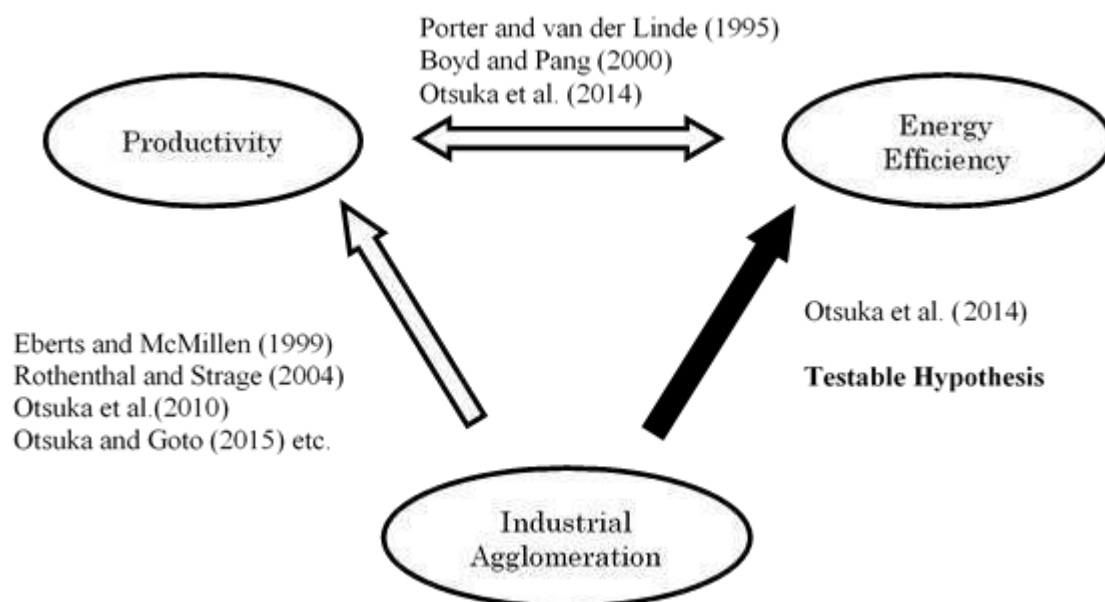 Porter and van der Linde (1995)
Boyd and Pang (2000)
Otsuka et al. (2014)
Productivity
Energy
Efficiency
Eberts and McMillen (1999)
Rothenthal and Strage (2004)
Otsuka et al.(2010)
Otsuka and Goto (2015) etc.
Otsuka et al. (2014)
Testable Hypothesis
Industrial
Agglomeration